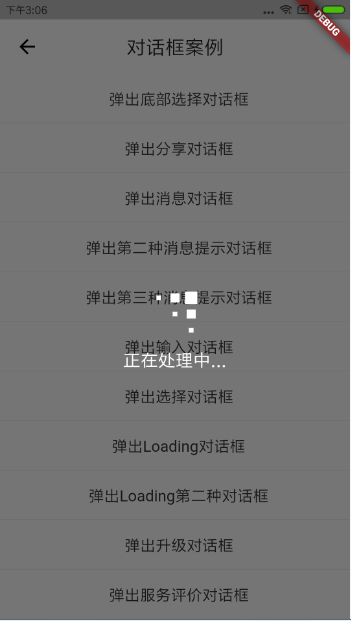 下午3:06
DEBUG
对话框案例
弹出底部选择对话框
弹出分享对话框
弹出消息对话框
弹出第二种消息提示对话框
弹出第三种消息提示对话框
弹出输入对话框
正在处理中...
弹出选择对话框
弹出Loading对话框
弹出Loading第二种对话框
弹出升级对话框
弹出服务评价对话框